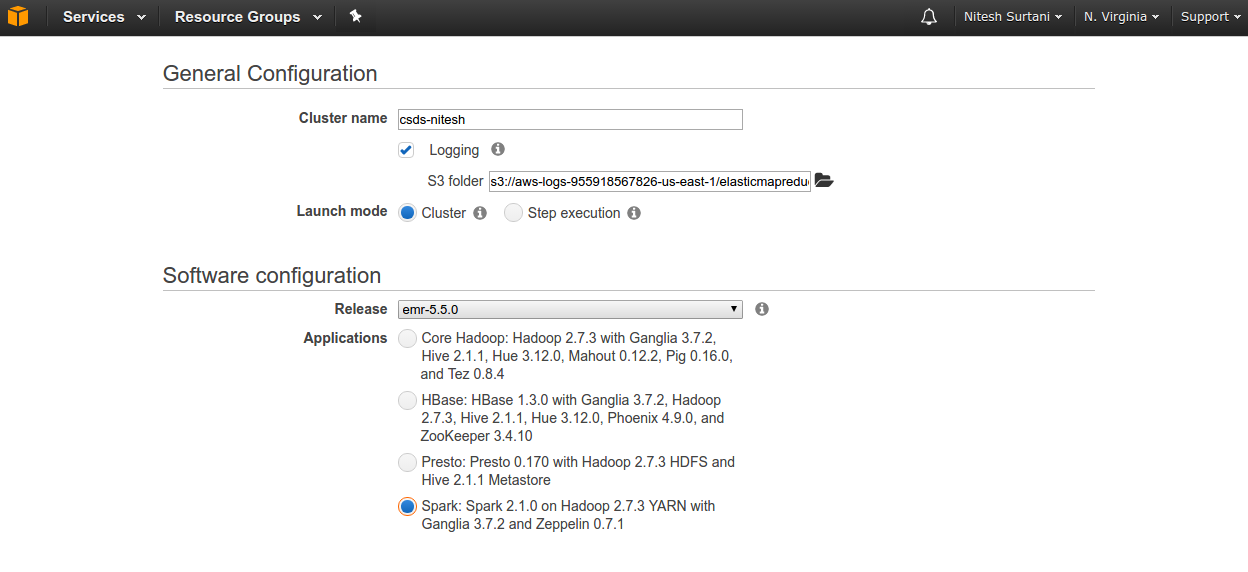 Services Resource Groups Nitesh Surtani N. Virginia Support
General Configuration
Cluster name csds-nitesh
Logging
S3 folder s3://aws-logs-955918567826-us-east-1/elasticmapredu
Launch mode Cluster Step execution
Software configuration
Release emr-5.5.0
Applications Core Hadoop: Hadoop 2.7.3 with Ganglia 3.7.2,
Hive 2.1.1, Hue 3.12.0, Mahout 0.12.2, Pig 0.16.0,
and Tez 0.8.4
HBase: HBase 1.3.0 with Ganglia 3.7.2, Hadoop
2.7.3, Hive 2.1.1, Hue 3.12.0, Phoenix 4.9.0, and
ZooKeeper 3.4.10
Presto: Presto 0.170 with Hadoop 2.7.3 HDFS and
Hive 2.1.1 Metastore
Spark: Spark 2.1.0 on Hadoop 2.7.3 YARN with
Ganglia 3.7.2 and Zeppelin 0.7.1